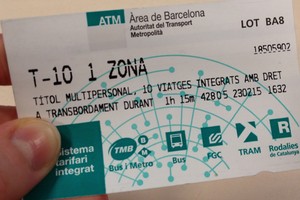 ATM Àrea de Barcelona
Autoritat del Transport
Metropolità
LOT BA8
18505902
T-10 1 ZONA
TÍTOL MULTIPERSONAL, 10 VIATGES INTEGRATS AMB DRET
A TRANSBORDAMENT DURANT 1h 15m 42805 230215 1632
Sistema
tarifari
integrat
TMB
Bus i Metro
Bus
FGC
TRAM
R
Rodalies
de Catalunya